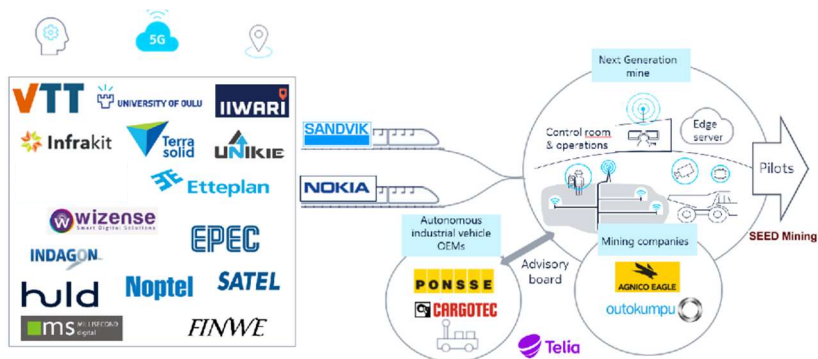 5G
VTT
UNIVERSITY OF OULU
IIWARI
Infrakit
Terra
solid
UNIKIE
Etteplan
wizense
Smart Digital Solutions
EPEC
INDAGON
huld
Noptel
SATEL
ms MILLISECOND
digital
FINWE
SANDVIK
NOKIA
Next Generation
mine
Control room
& operations
Edge
server
Pilots
SEED Mining
Autonomous
industrial vehicle
OEMs
PONSSE
CARGOTEC
Advisory
board
Telia
Mining companies
AGNICO EAGLE
outokumpu